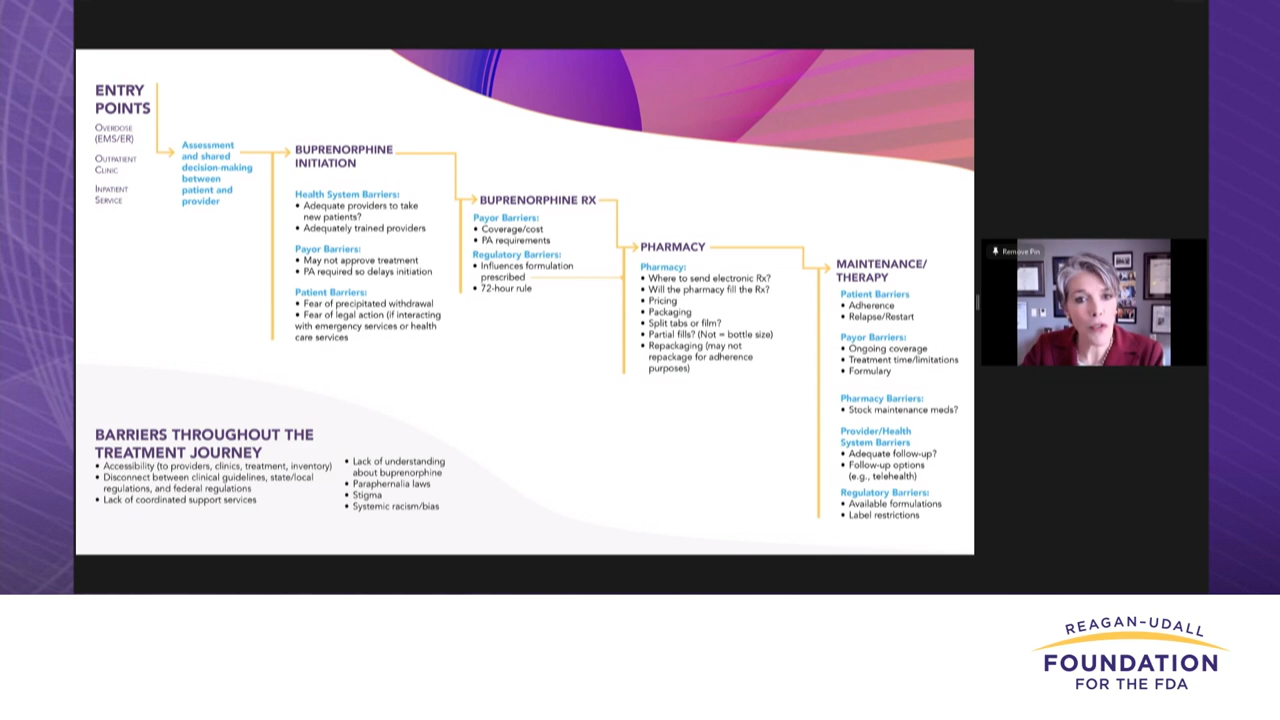 ENTRY
POINTS
OVERDOSE
(EMS/ER)
OUTPATIENT
CLINIC
INPATIENT
SERVICE
Assessment
and shared
decision-making
between
patient and
provider
BUPRENORPHINE
INITIATION
Health System Barriers:
• Adequate providers to take
new patients?
• Adequately trained providers
Payor Barriers:
• May not approve treatment
• PA required so delays initiation
Patient Barriers:
• Fear of precipitated withdrawal
• Fear of legal action (if interacting
with emergency services or health
care services
BUPRENORPHINE RX
Payor Barriers:
• Coverage/cost
• PA requirements
Regulatory Barriers:
• Influences formulation
prescribed
• 72-hour rule
PHARMACY
Pharmacy:
• Where to send electronic Rx?
• Will the pharmacy fill the Rx?
• Pricing
• Packaging
• Split tabs or film?
• Partial fills? (Not = bottle size)
• Repackaging (may not
repackage for adherence
purposes)
MAINTENANCE/
THERAPY
Patient Barriers
• Adherence
• Relapse/Restart
Payor Barriers:
• Ongoing coverage
• Treatment time/limitations
• Formulary
Pharmacy Barriers:
• Stock maintenance meds?
Provider/Health
System Barriers
• Adequate follow-up?
• Follow-up options
(e.g., telehealth)
Regulatory Barriers:
• Available formulations
• Label restrictions
BARRIERS THROUGHOUT THE
TREATMENT JOURNEY
• Accessibility (to providers, clinics, treatment, inventory)
• Disconnect between clinical guidelines, state/local
regulations, and federal regulations
• Lack of coordinated support services
• Lack of understanding
about buprenorphine
• Paraphernalia laws
• Stigma
• Systemic racism/bias
Remove Pin
REAGAN-UDALL
FOUNDATION
FOR THE FDA